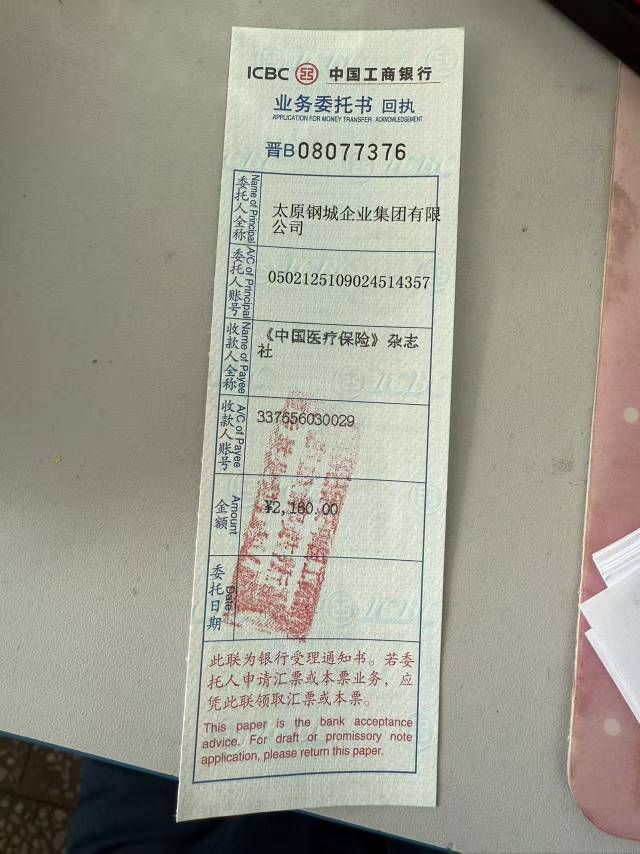 ICBC 中国工商银行
业务委托书 回执
APPLICATION FOR MONEY TRANSFER ACKNOWLEDGEMENT
晋B08077376
委托人全称
Name of Principal
太原钢城企业集团有限
公司
委托人账号
A/C of Principal
0502125109024514357
收款人全称
Name of Payee
《中国医疗保险》杂志
社
收款人账号
A/C of Payee
337656030029
金额
Amount
¥2,160.00
委托日期
Date
此联为银行受理通知书。若委
托人申请汇票或本票业务，应
凭此联领取汇票或本票。
This paper is the bank acceptance
advice. For draft or promissory note
application, please return this paper.